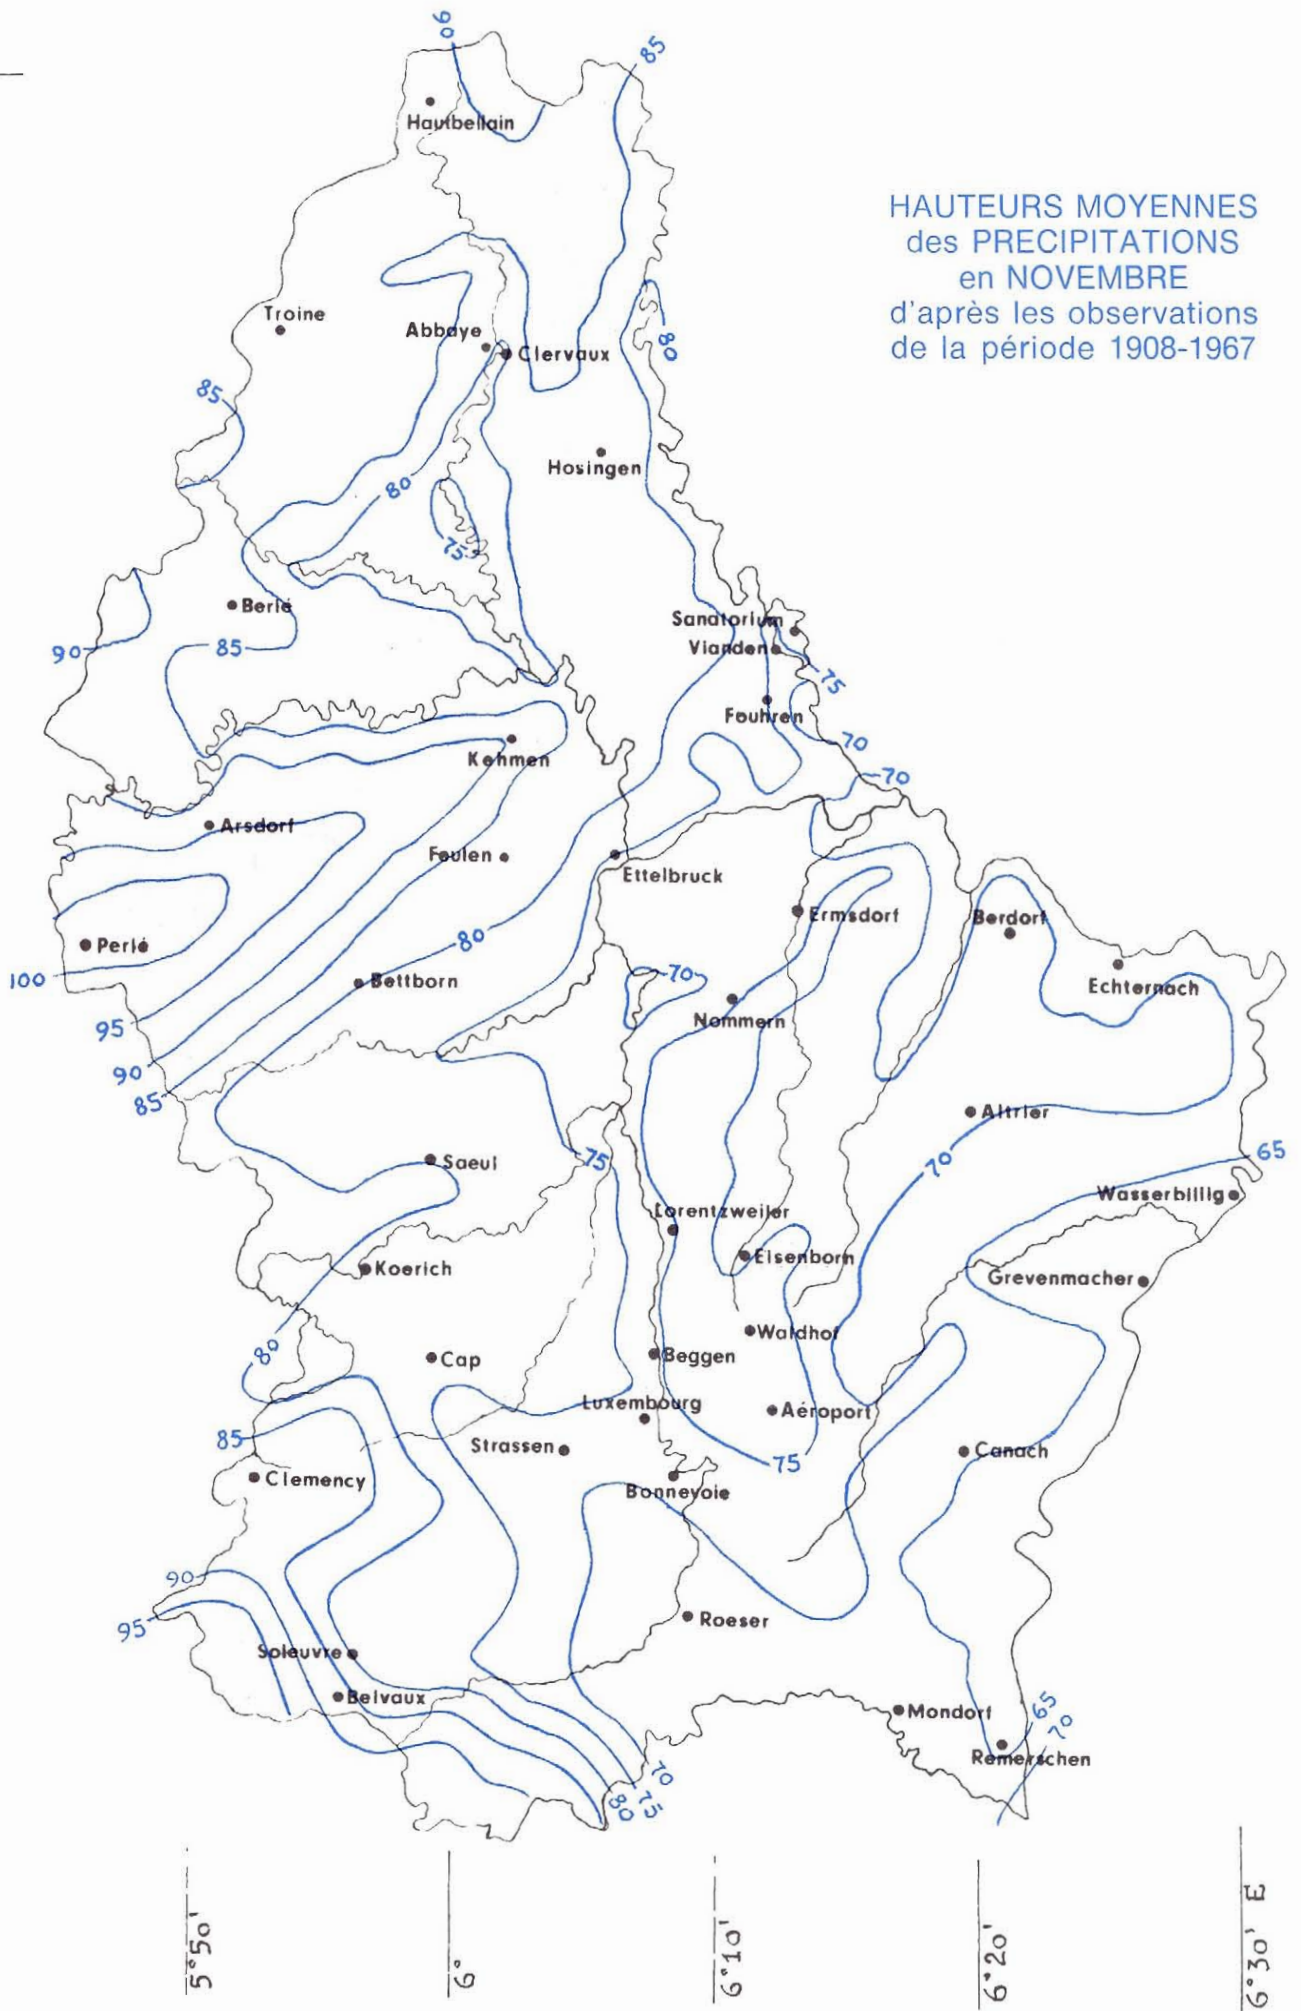 90
85
Hautbellain
HAUTEURS MOYENNES
des PRECIPITATIONS
en NOVEMBRE
d'après les observations
de la période 1908-1967
Troine
Abbaye
Clervaux
80
85
Hosingen
80
75
Berlé
Sanatorium
Vianden
90
85
75
Fouhren
70
Kehmen
70
Arsdorf
Feulen
Ettelbruck
Ermsdorf
Berdorf
80
Perlé
Echternach
100
Bettborn
70
Nommern
95
90
85
Altrier
75
Saeul
70
65
Wasserbillig
Lorentzweiler
Eisenborn
Koerich
Grevenmacher
80
Waldhof
Cap
Beggen
Luxembourg
Aéroport
85
Strassen
Canach
75
Clemency
Bonnevoie
90
95
Roeser
Soleuvre
Belvaux
Mondorf
65
70
Remerschen
70
75
80
5°50'
6°
6°10'
6°20'
6°30' E